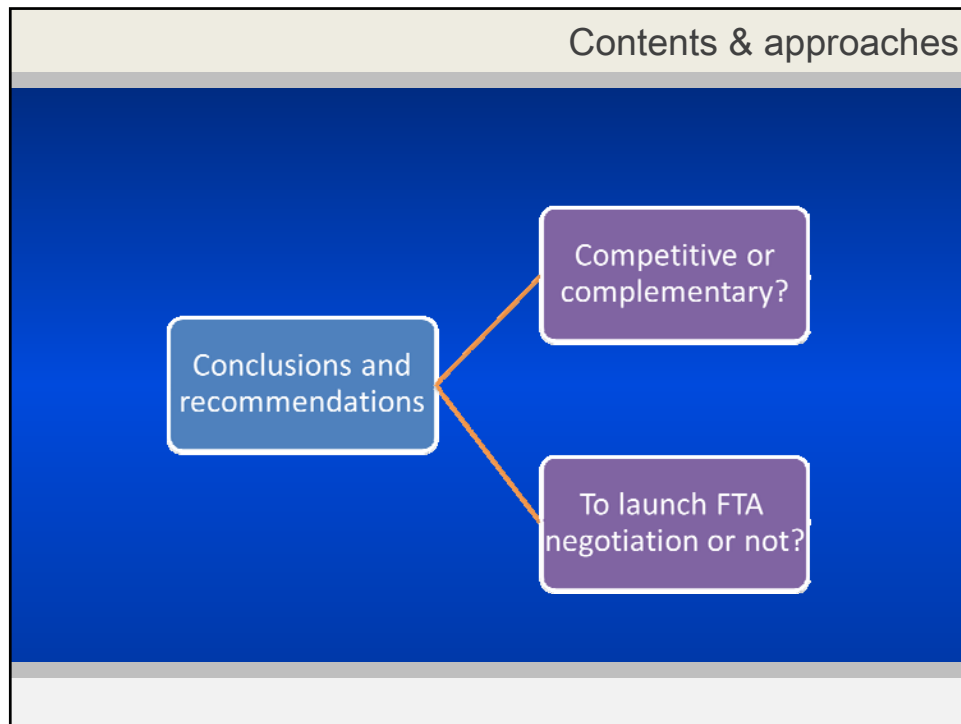 Contents & approaches
Competitive or
complementary?
Conclusions and
recommendations
To launch FTA
negotiation or not?